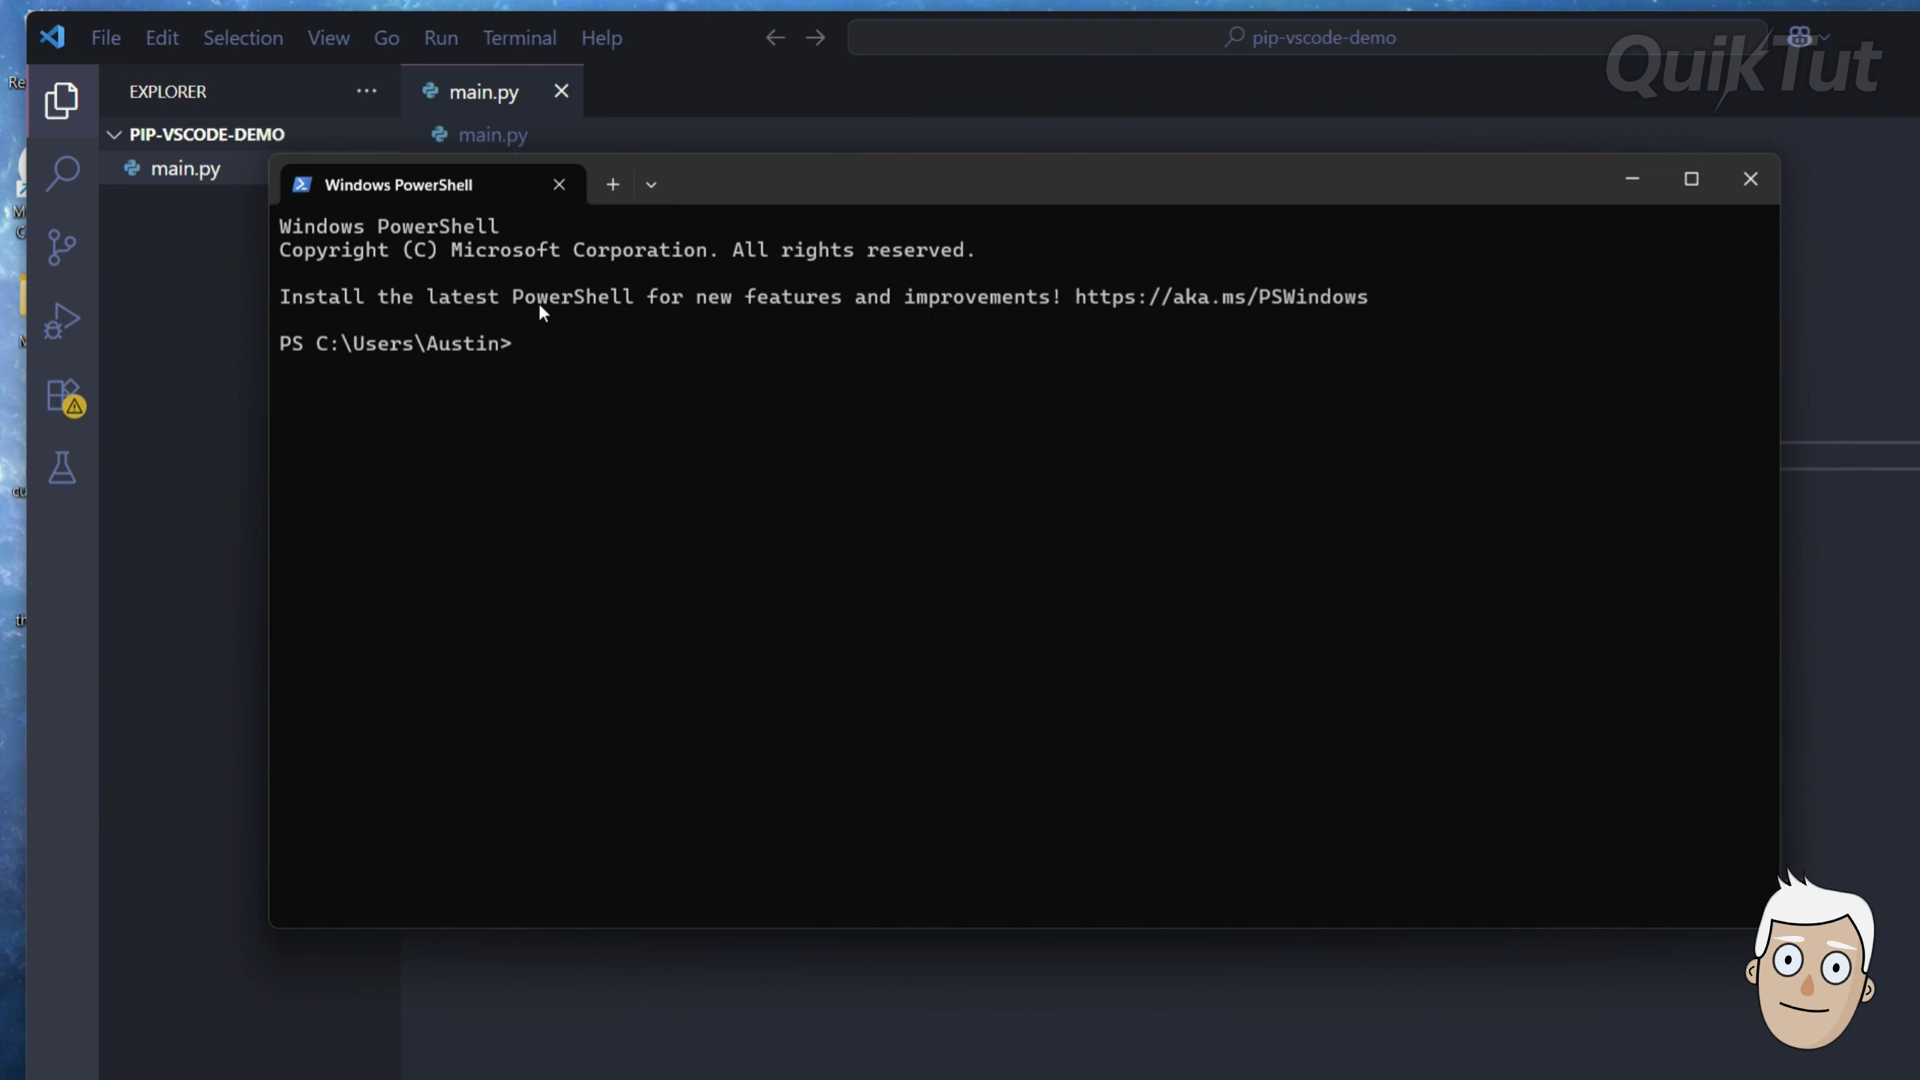 File Edit Selection View Go Run Terminal Help
pip-vscode-demo
QuikTut
EXPLORER
main.py
PIP-VSCODE-DEMO
main.py
main.py
Windows PowerShell
Windows PowerShell
Copyright (C) Microsoft Corporation. All rights reserved.
Install the latest PowerShell for new features and improvements! https://aka.ms/PSWindows
PS C:\Users\Austin>